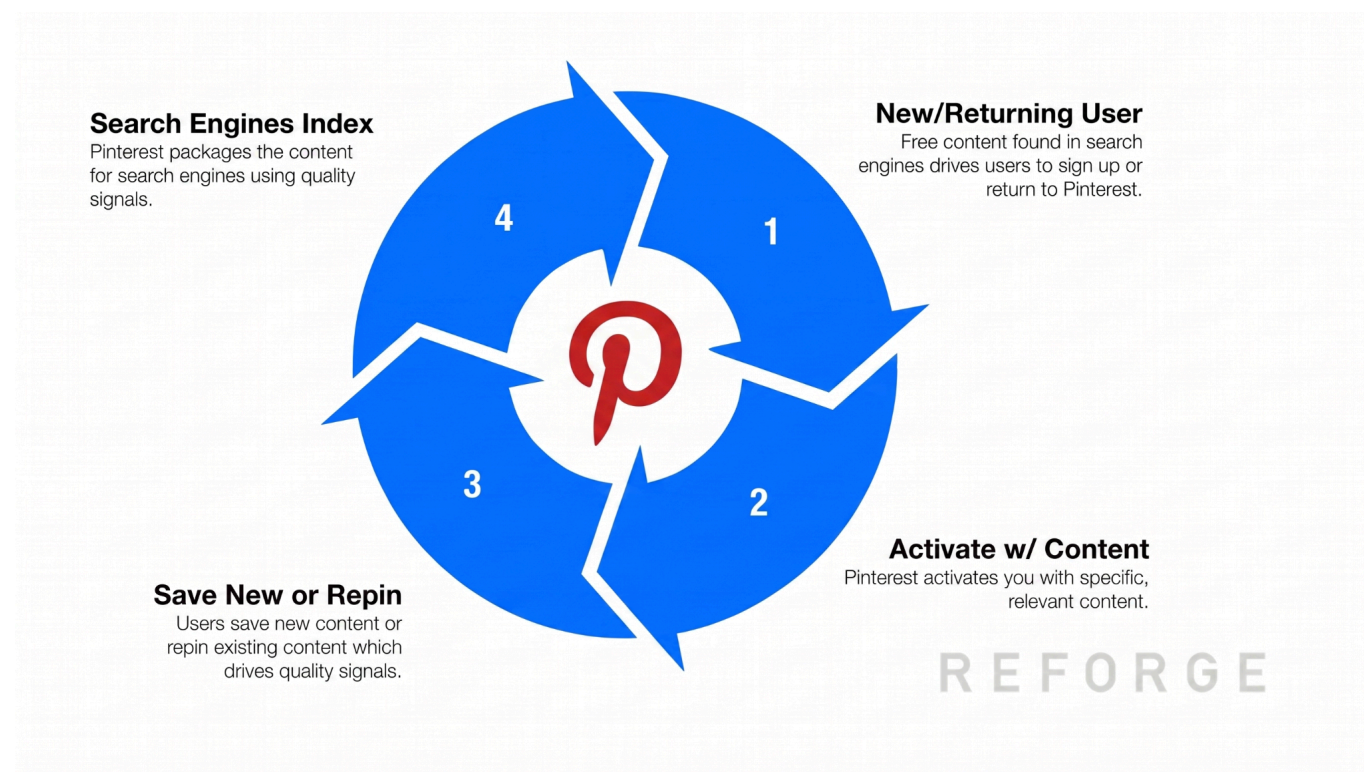 Search Engines Index
Pinterest packages the content
for search engines using quality
signals.
New/Returning User
Free content found in search
engines drives users to sign up or
return to Pinterest.
4
1
3
2
Activate w/ Content
Pinterest activates you with specific,
relevant content.
Save New or Repin
Users save new content or
repin existing content which
drives quality signals.
REFORGE